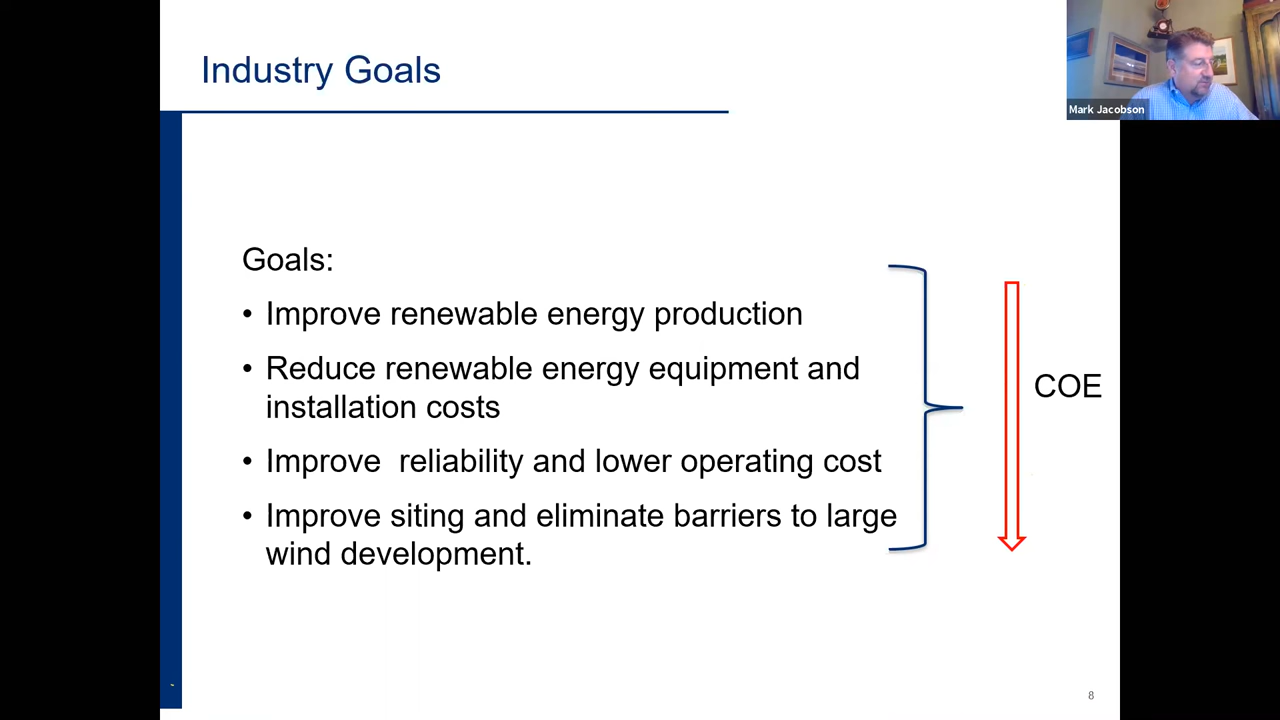 Industry Goals
Mark Jacobson
Goals:
• Improve renewable energy production
• Reduce renewable energy equipment and
installation costs
• Improve  reliability and lower operating cost
• Improve siting and eliminate barriers to large
wind development.
COE
8